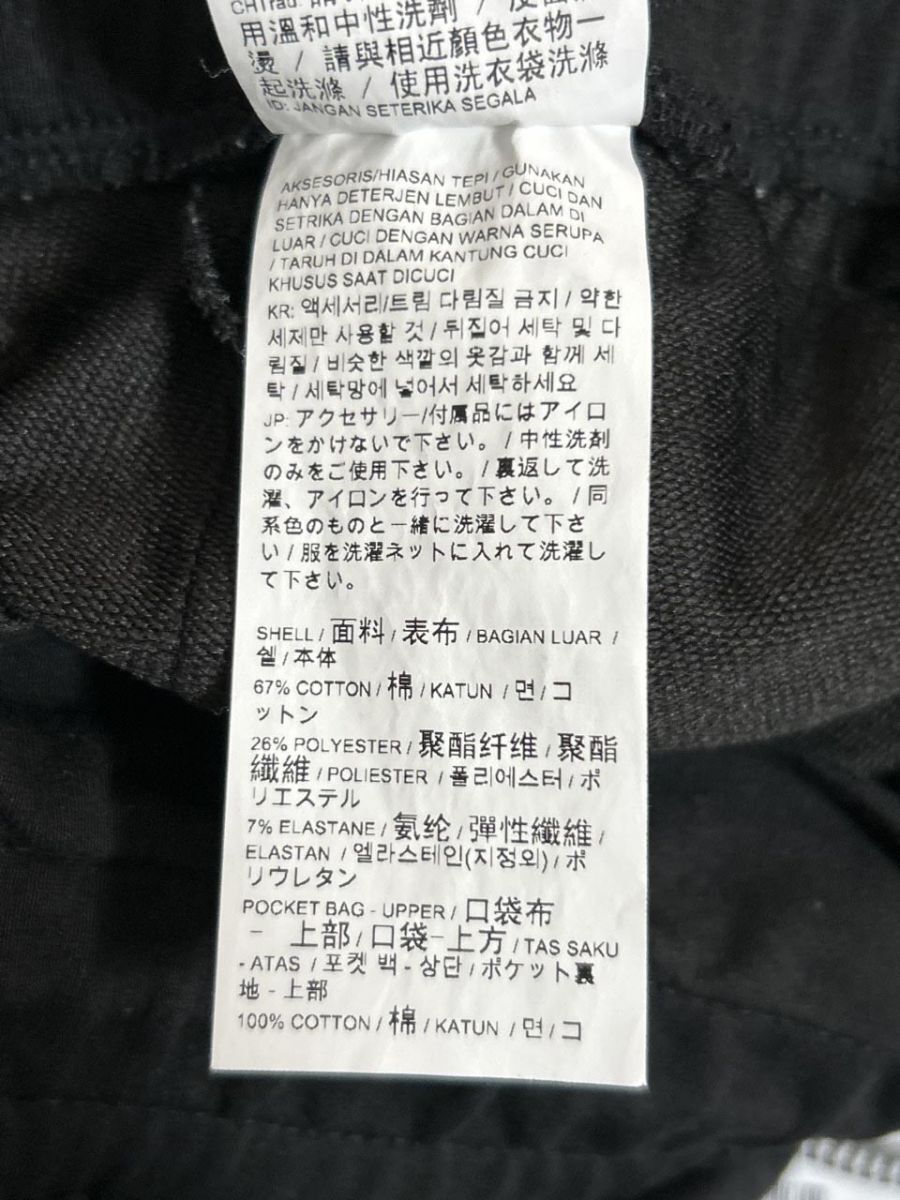 用溫和中性洗劑 /
燙 / 請與相近顏色衣物一
起洗滌 / 使用洗衣袋洗滌
ID: JANGAN SETERIKA SEGALA
AKSESORIS/HIASAN TEPI / GUNAKAN
HANYA DETERJEN LEMBUT / CUCI DAN
SETRIKA DENGAN BAGIAN DALAM DI
LUAR / CUCI DENGAN WARNA SERUPA
/ TARUH DI DALAM KANTUNG CUCI
KHUSUS SAAT DICUCI
KR: 액세서리/트림 다림질 금지 / 약한
세제만 사용할 것 / 뒤집어 세탁 및 다
림질 / 비슷한 색깔의 옷감과 함께 세
탁 / 세탁망에 넣어서 세탁하세요
JP: アクセサリー/付属品にはアイロ
ンをかけないで下さい。 / 中性洗剤
のみをご使用下さい。 / 裏返して洗
濯、アイロンを行って下さい。 / 同
系色のものと一緒に洗濯して下さ
い / 服を洗濯ネットに入れて洗濯し
て下さい。
SHELL / 面料 / 表布 / BAGIAN LUAR /
쉘 / 本体
67% COTTON / 棉 / KATUN / 면 / コ
ットン
26% POLYESTER / 聚酯纤维 / 聚酯
纖維 / POLIESTER / 폴리에스터 / ポ
リエステル
7% ELASTANE / 氨纶 / 彈性纖維 /
ELASTAN / 엘라스테인(지정외) / ポ
リウレタン
POCKET BAG - UPPER / 口袋布
- 上部 / 口袋-上方 / TAS SAKU
- ATAS / 포켓 백 - 상단 / ポケット裏
地 - 上部
100% COTTON / 棉 / KATUN / 면 / コ